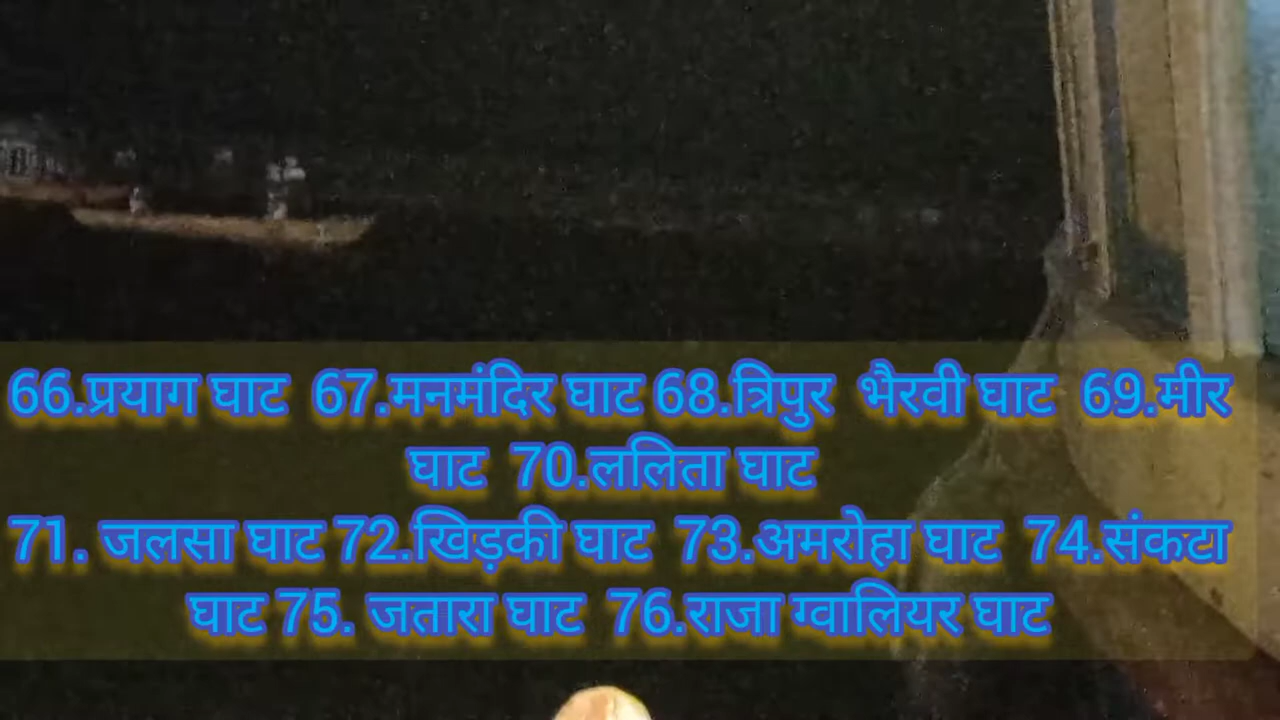 66.प्रयाग घाट  67.मनमंदिर घाट 68.त्रिपुर  भैरवी घाट  69.मीर
घाट  70.ललिता घाट
71. जलसा घाट 72.खिड़की घाट  73.अमरोहा घाट  74.संकटा
घाट 75. जतारा घाट  76.राजा ग्वालियर घाट